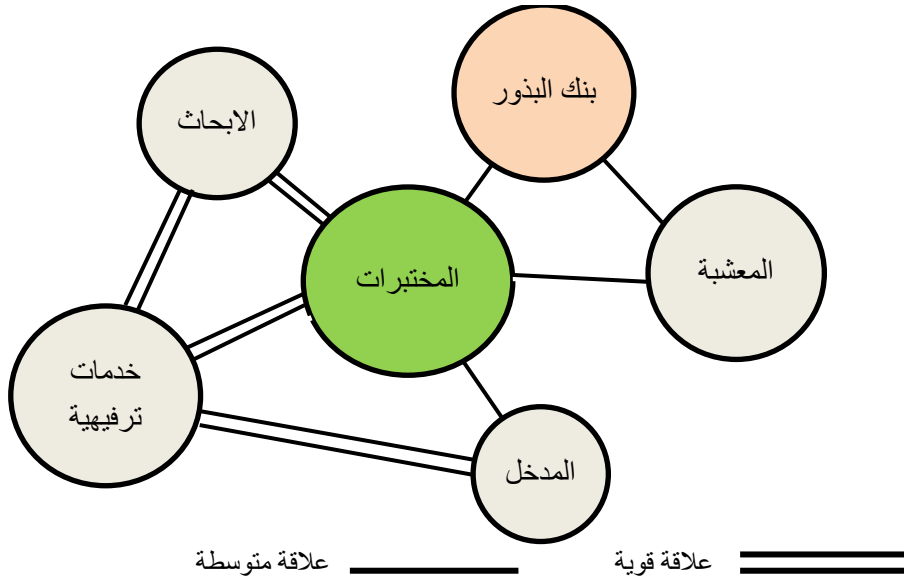 بنك البذور
الابحاث
المعشبة
المختبرات
خدمات
ترفيهية
المدخل
علاقة قوية
علاقة متوسطة